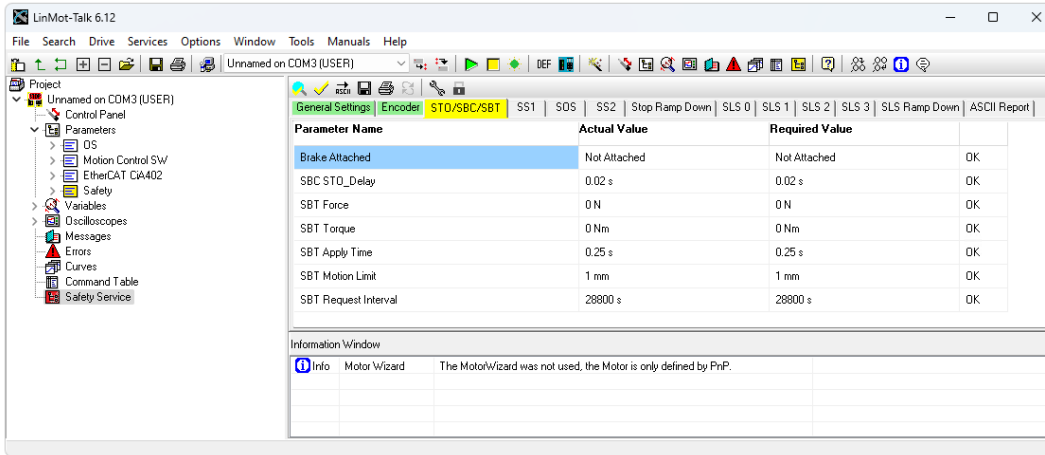 LinMot-Talk 6.12
File Search Drive Services Options Window Tools Manuals Help
Unnamed on COM3 (USER) DEF
Project
Unnamed on COM3 (USER)
Control Panel
Parameters
OS
Motion Control SW
EtherCAT CiA402
Safety
Variables
Oscilloscopes
Messages
Errors
Curves
Command Table
Safety Service
ASCII
General Settings Encoder STO/SBC/SBT SS1 SOS SS2 Stop Ramp Down SLS 0 SLS 1 SLS 2 SLS 3 SLS Ramp Down ASCII Report
Parameter Name Actual Value Required Value
Brake Attached Not Attached Not Attached OK
SBC STO_Delay 0.02 s 0.02 s OK
SBT Force 0 N 0 N OK
SBT Torque 0 Nm 0 Nm OK
SBT Apply Time 0.25 s 0.25 s OK
SBT Motion Limit 1 mm 1 mm OK
SBT Request Interval 28800 s 28800 s OK
Information Window
Info Motor Wizard The MotorWizard was not used, the Motor is only defined by PnP.